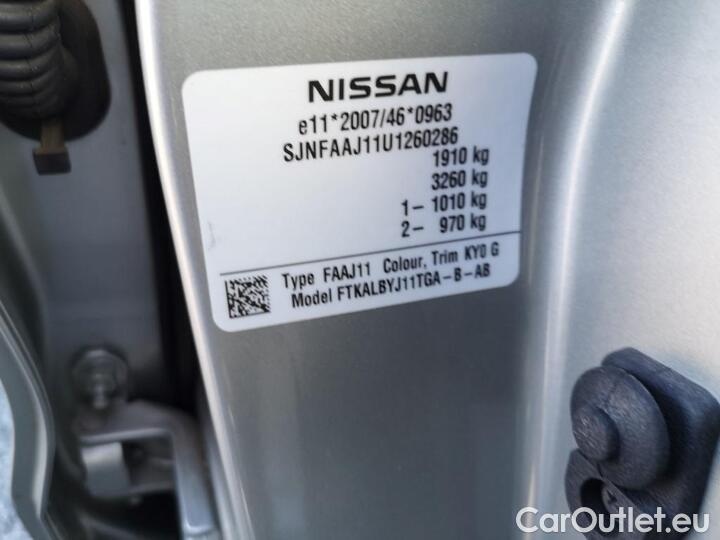 NISSAN
e11*2007/46*0963
SJNFAAJ11U1260286
1910 kg
3260 kg
1- 1010 kg
2- 970 kg
Type FAAJ11 Colour, Trim KY0 G
Model FTKALBYJ11TGA-B-AB
CarOutlet.eu